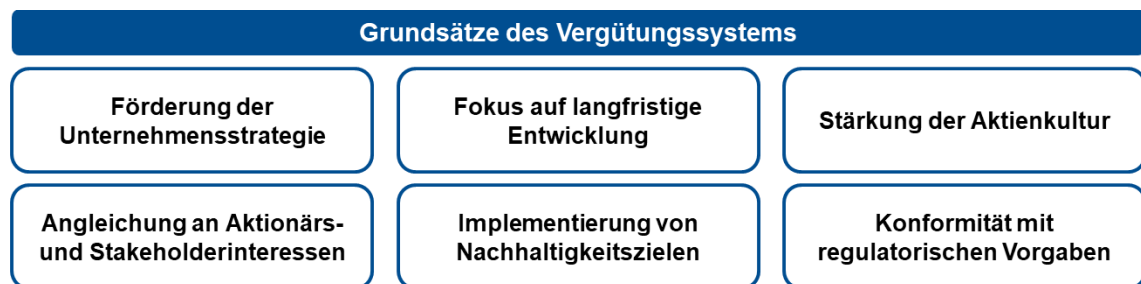 Grundsätze des Vergütungssystems
Förderung der
Unternehmensstrategie
Fokus auf langfristige
Entwicklung
Stärkung der Aktienkultur
Angleichung an Aktionärs-
und Stakeholderinteressen
Implementierung von
Nachhaltigkeitszielen
Konformität mit
regulatorischen Vorgaben